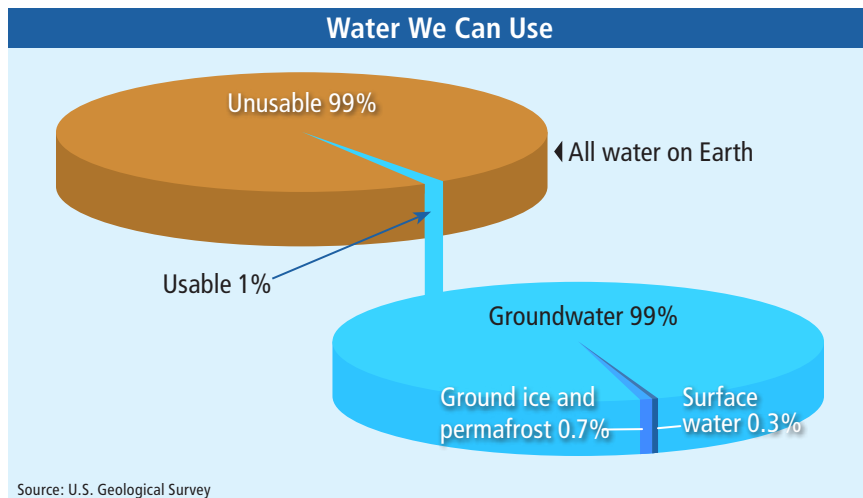 Water We Can Use
Unusable 99%
All water on Earth
Usable 1%
Groundwater 99%
Ground ice and
permafrost 0.7%
Surface
water 0.3%
Source: U.S. Geological Survey